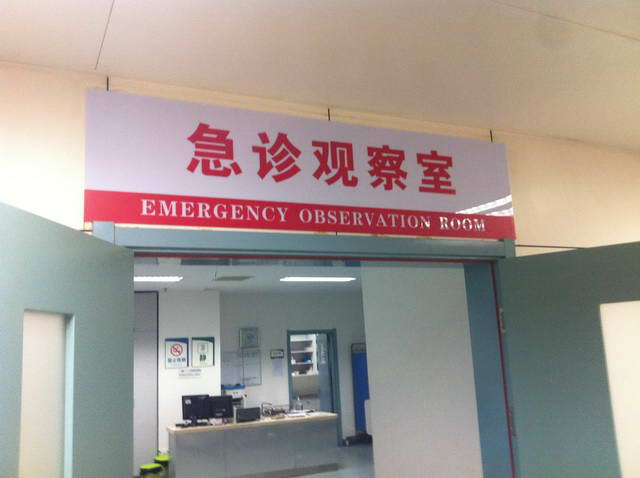 急诊观察室
EMERGENCY OBSERVATION ROOM